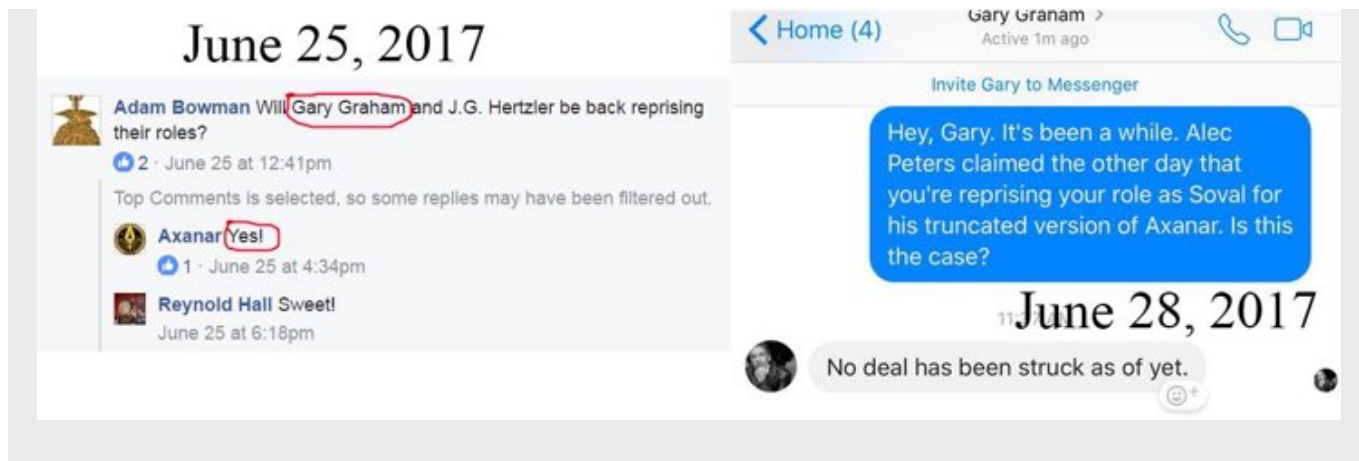 June 25, 2017
Adam Bowman Will Gary Graham and J.G. Hertzler be back reprising
their roles?
2 · June 25 at 12:41pm
Top Comments is selected, so some replies may have been filtered out.
Axanar Yes!
1 · June 25 at 4:34pm
Reynold Hall Sweet!
June 25 at 6:18pm
Home (4)
Gary Graham >
Active 1m ago
Invite Gary to Messenger
Hey, Gary. It's been a while. Alec
Peters claimed the other day that
you're reprising your role as Soval for
his truncated version of Axanar. Is this
the case?
June 28, 2017
No deal has been struck as of yet.